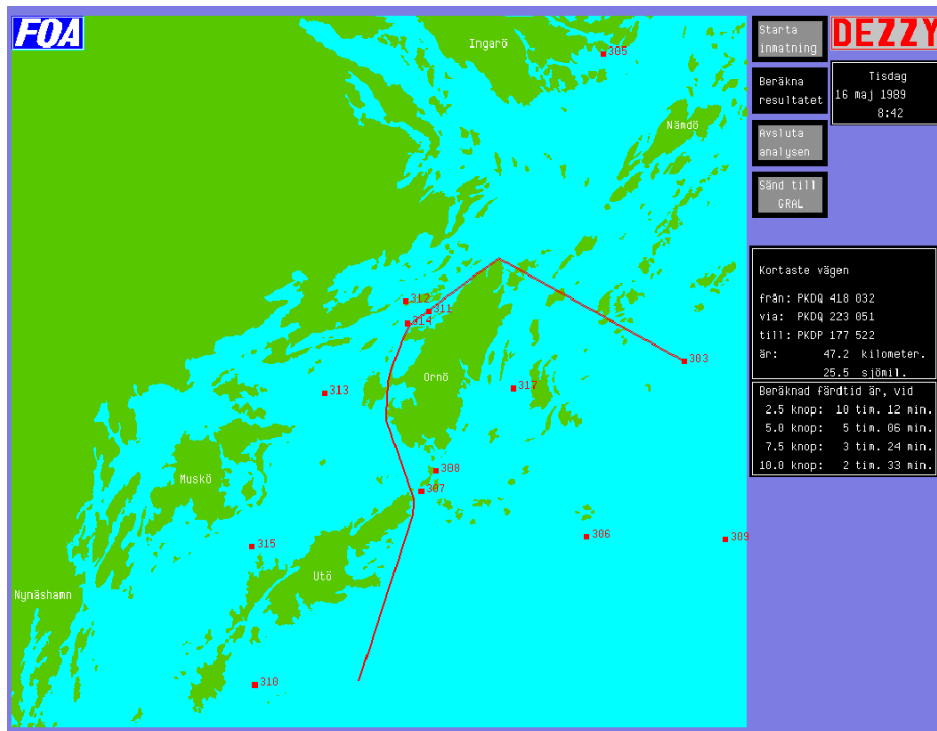 FOA
Ingarö
305
Nämdö
312
311
314
303
Ornö
317
313
308
307
Muskö
306
309
315
Utö
Nynäshamn
318
Starta
inmatning
DEZZY
Beräkna
resultatet
Tisdag
16 maj 1989
8:42
Avsluta
analysen
Sänd till
GRAL
Kortaste vägen
från: PKDQ 418 032
via: PKDQ 223 051
till: PKDP 177 522
är: 47.2 kilometer.
25.5 sjömil.
Beräknad färdtid är, vid
2.5 knop: 10 tim. 12 min.
5.0 knop: 5 tim. 06 min.
7.5 knop: 3 tim. 24 min.
10.0 knop: 2 tim. 33 min.